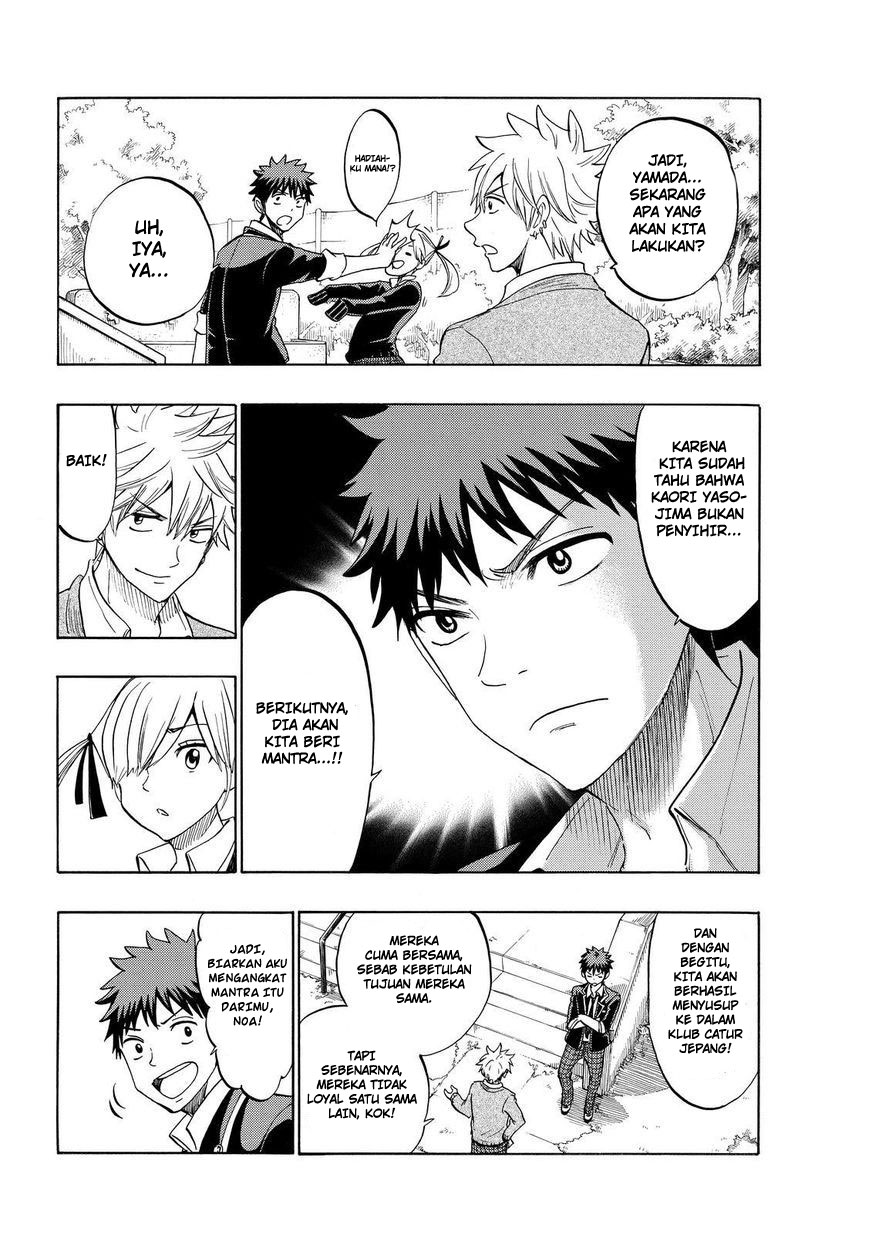 JADI,
YAMADA...
SEKARANG
APA YANG
AKAN KITA
LAKUKAN?
HADIAH-
KU MANA!?
UH,
IYA,
YA...
KARENA
KITA SUDAH
TAHU BAHWA
KAORI YASO-
JIMA BUKAN
PENYIHIR...
BERIKUTNYA,
DIA AKAN
KITA BERI
MANTRA...!!
BAIK!
DAN
DENGAN
BEGITU,
KITA AKAN
BERHASIL
MENYUSUP
KE DALAM
KLUB CATUR
JEPANG!
MEREKA
CUMA BERSAMA,
SEBAB KEBETULAN
TUJUAN MEREKA
SAMA.
TAPI
SEBENARNYA,
MEREKA TIDAK
LOYAL SATU SAMA
LAIN, KOK!
JADI,
BIARKAN AKU
MENGANGKAT
MANTRA ITU
DARIMU,
NOA!